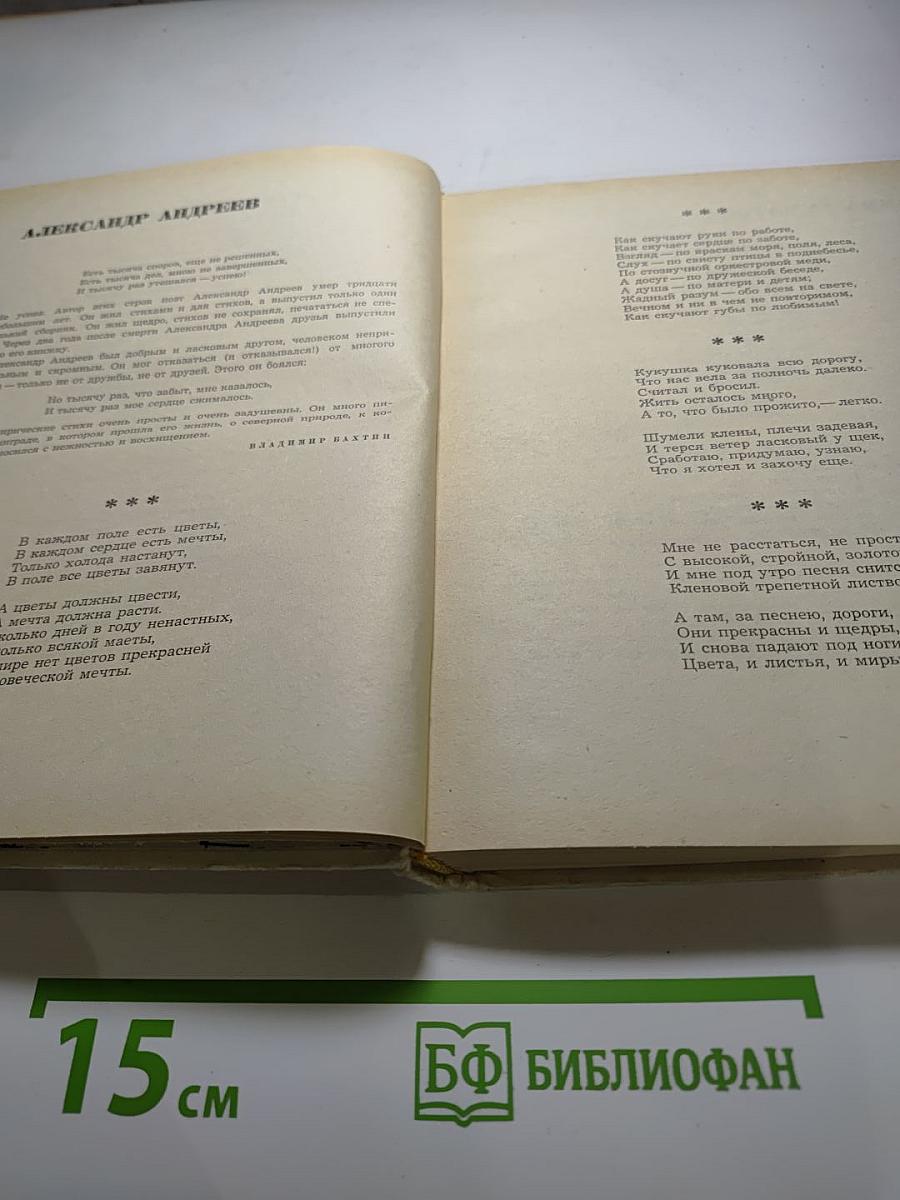 АЛЕКСАНДР АНДРЕЕВ
Есть тысяча споров, еще не решенных,
Есть тысяча дел, мною не завершенных,
И тысячу раз утешался — успею!
Не успел. Автор этих строк поэт Александр Андреев умер тридцати
лет. Он жил стихами и для стихов, а выпустил только один
сборник. Он жил щедро, стихов не сохранял, печататься не спе-
Через два года после смерти Александра Андреева друзья выпустили
его книжку.
Александр Андреев был добрым и ласковым другом, человеком непри-
и скромным. Он мог отказаться (и отказывался!) от многого
— только не от дружбы, не от друзей. Этого он боялся:
Но тысячу раз, что забыт, мне казалось,
И тысячу раз мое сердце сжималось.
стихи очень просты и очень задушевны. Он много пи-
в котором прошла его жизнь, о северной природе, к ко-
с нежностью и восхищением.
ВЛАДИМИР БАХТИН
* * *
В каждом поле есть цветы,
В каждом сердце есть мечты,
Только холода настанут,
В поле все цветы завянут.
А цветы должны цвести,
А мечта должна расти.
дней в году ненастных,
всякой маеты,
мире нет цветов прекрасней
мечты.
* * *
Как скучают руки по работе,
Как скучает сердце по заботе,
Взгляд — по краскам моря, поля, леса,
Слух — по свисту птицы в поднебесье,
По стозвучной оркестровой меди,
А досуг — по дружеской беседе,
А душа — по матери и детям;
Жадный разум — обо всем на свете,
Вечном и ни в чем не повторимом,
Как скучают губы по любимым!
* * *
Кукушка куковала всю дорогу,
Что нас вела за полночь далеко.
Считал и бросил.
Жить осталось много,
А то, что было прожито,— легко.
Шумели клены, плечи задевая,
И терся ветер ласковый у щек,
Сработаю, придумаю, узнаю,
Что я хотел и захочу еще.
* * *
Мне не расстаться, не прост
С высокой, стройной, золото
И мне под утро песня снитс
Кленовой трепетной листво
А там, за песнею, дороги,
Они прекрасны и щедры,
И снова падают под ноги
Цвета, и листья, и миры
15 см
БФ БИБЛИОФАН